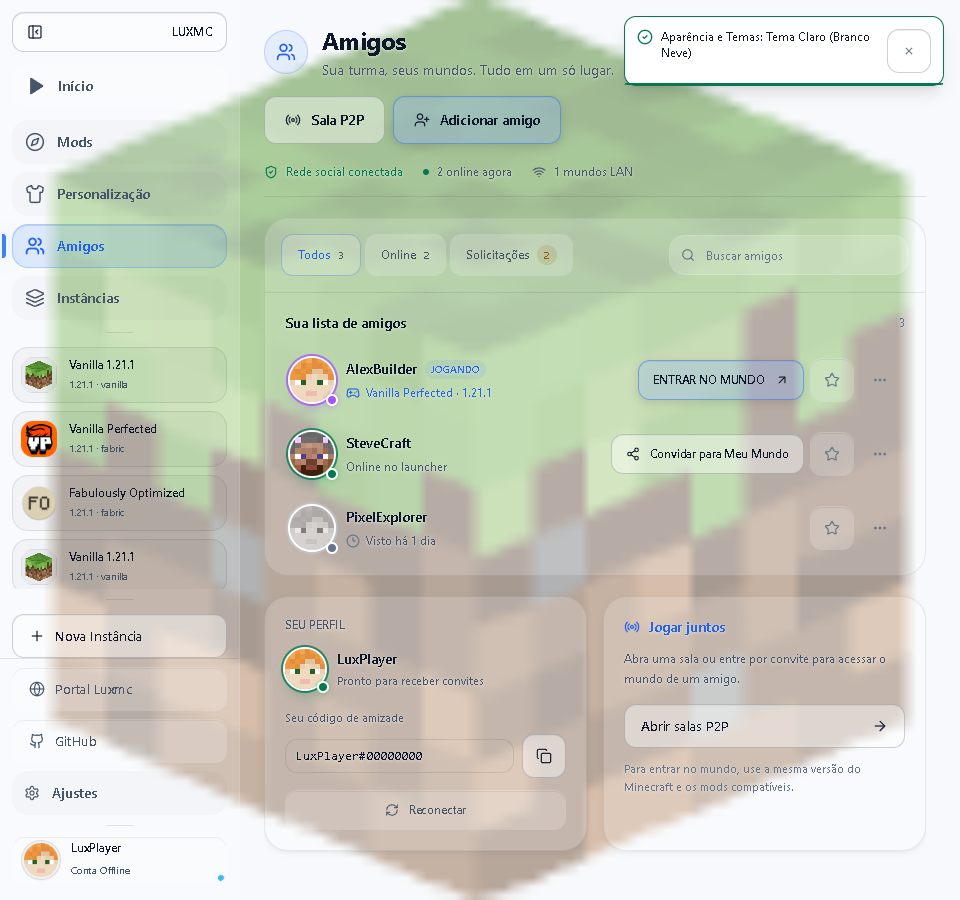 LUXMC
Início
Mods
Personalização
Amigos
Instâncias
Vanilla 1.21.1
1.21.1 · vanilla
Vanilla Perfected
1.21.1 · fabric
Fabulously Optimized
1.21.1 · fabric
Vanilla 1.21.1
1.21.1 · vanilla
Nova Instância
Portal Luxmc
GitHub
Ajustes
LuxPlayer
Conta Offline
Amigos
Sua turma, seus mundos. Tudo em um só lugar.
Aparência e Temas: Tema Claro (Branco
Neve)
Sala P2P
Adicionar amigo
Rede social conectada
2 online agora
1 mundos LAN
Todos 3
Online 2
Solicitações 2
Buscar amigos
Sua lista de amigos
3
AlexBuilder JOGANDO
Vanilla Perfected · 1.21.1
ENTRAR NO MUNDO
SteveCraft
Online no launcher
Convidar para Meu Mundo
PixelExplorer
Visto há 1 dia
SEU PERFIL
LuxPlayer
Pronto para receber convites
Seu código de amizade
LuxPlayer#00000000
Reconectar
Jogar juntos
Abra uma sala ou entre por convite para acessar o
mundo de um amigo.
Abrir salas P2P
Para entrar no mundo, use a mesma versão do
Minecraft e os mods compatíveis.
VP
FO